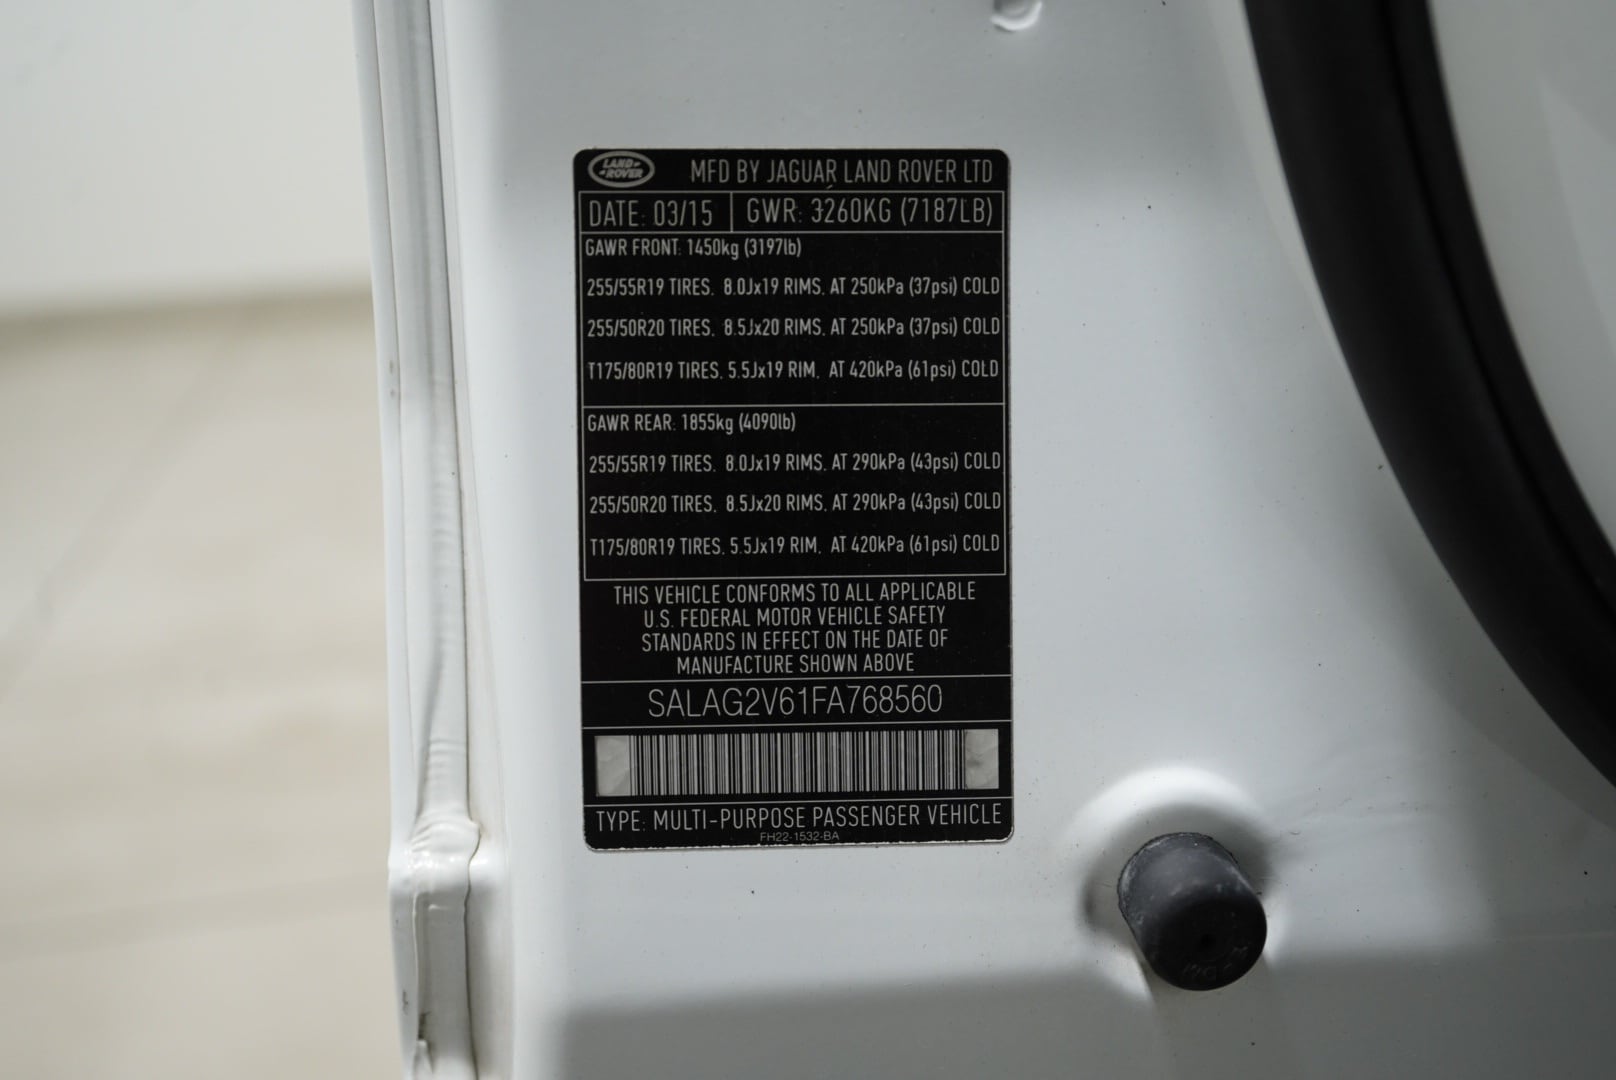 LAND ROVER
MFD BY JAGUAR LAND ROVER LTD
DATE: 03/15 GWR: 3260KG (7187LB)
GAWR FRONT: 1450kg (3197lb)
255/55R19 TIRES. 8.0Jx19 RIMS. AT 250kPa (37psi) COLD
255/50R20 TIRES. 8.5Jx20 RIMS. AT 250kPa (37psi) COLD
T175/80R19 TIRES. 5.5Jx19 RIM. AT 420kPa (61psi) COLD
GAWR REAR: 1855kg (4090lb)
255/55R19 TIRES. 8.0Jx19 RIMS. AT 290kPa (43psi) COLD
255/50R20 TIRES. 8.5Jx20 RIMS. AT 290kPa (43psi) COLD
T175/80R19 TIRES. 5.5Jx19 RIM. AT 420kPa (61psi) COLD
THIS VEHICLE CONFORMS TO ALL APPLICABLE
U.S. FEDERAL MOTOR VEHICLE SAFETY
STANDARDS IN EFFECT ON THE DATE OF
MANUFACTURE SHOWN ABOVE
SALAG2V61FA768560
TYPE: MULTI-PURPOSE PASSENGER VEHICLE
FH22-1532-BA